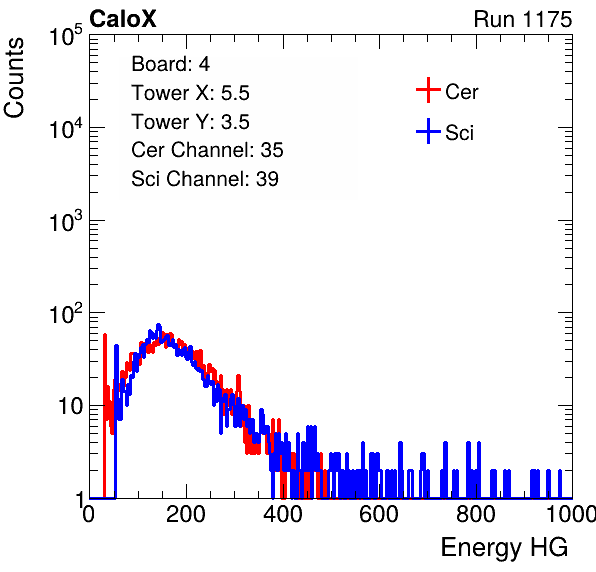 CaloX Run 1175
Counts
10^5
10^4
10^3
10^2
10
1
Board: 4
Tower X: 5.5
Tower Y: 3.5
Cer Channel: 35
Sci Channel: 39
Cer
Sci
0 200 400 600 800 1000
Energy HG